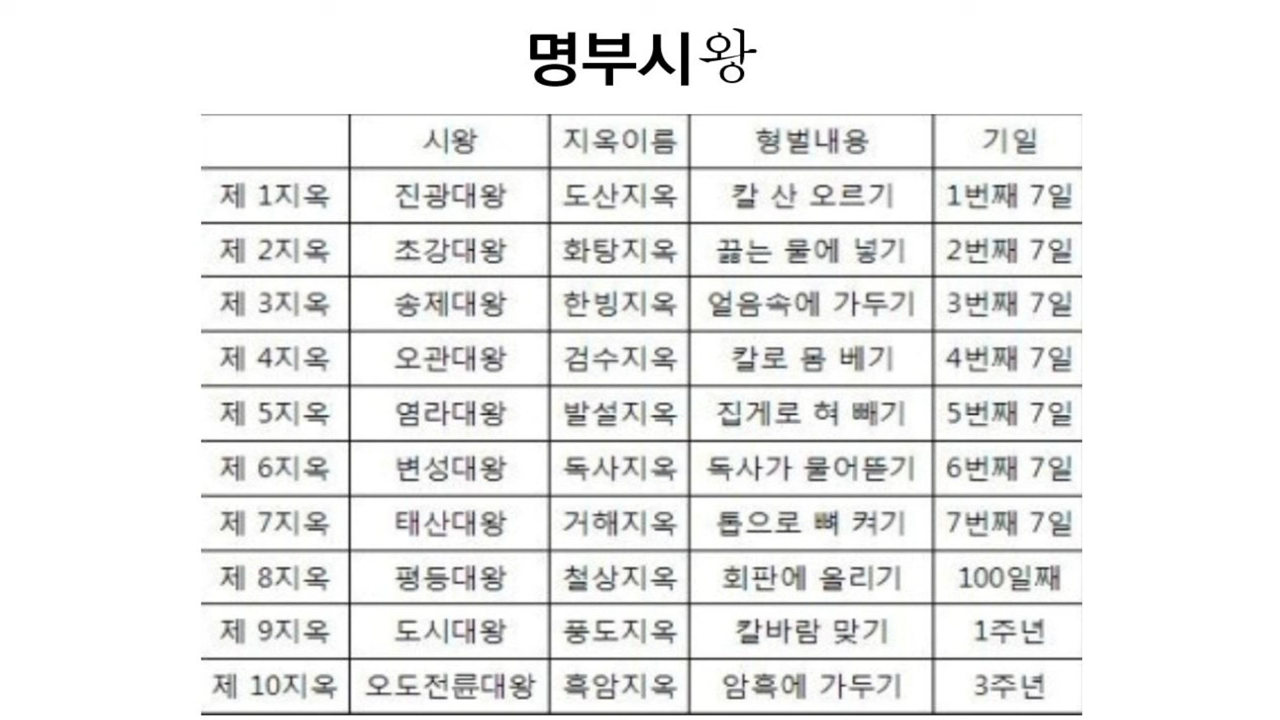 명부시왕
시왕 지옥이름 형벌내용 기일
제 1지옥 진광대왕 도산지옥 칼 산 오르기 1번째 7일
제 2지옥 초강대왕 화탕지옥 끓는 물에 넣기 2번째 7일
제 3지옥 송제대왕 한빙지옥 얼음속에 가두기 3번째 7일
제 4지옥 오관대왕 검수지옥 칼로 몸 베기 4번째 7일
제 5지옥 염라대왕 발설지옥 집게로 혀 빼기 5번째 7일
제 6지옥 변성대왕 독사지옥 독사가 물어뜯기 6번째 7일
제 7지옥 태산대왕 거해지옥 톱으로 뼈 켜기 7번째 7일
제 8지옥 평등대왕 철상지옥 회판에 올리기 100일째
제 9지옥 도시대왕 풍도지옥 칼바람 맞기 1주년
제 10지옥 오도전륜대왕 흑암지옥 암흑에 가두기 3주년